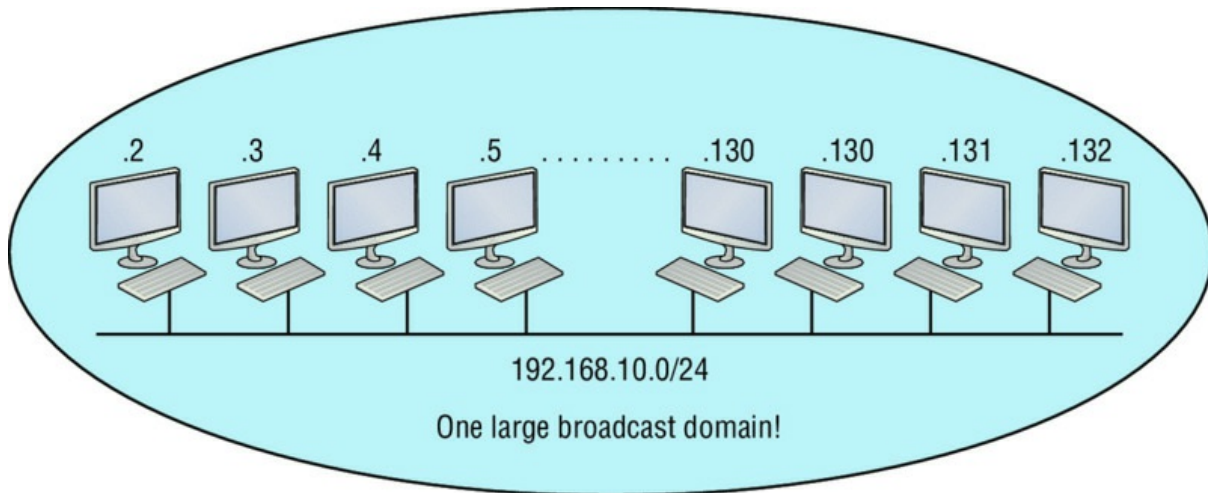 .2 .3 .4 .5 . . . . . . . . . .130 .130 .131 .132
192.168.10.0/24
One large broadcast domain!